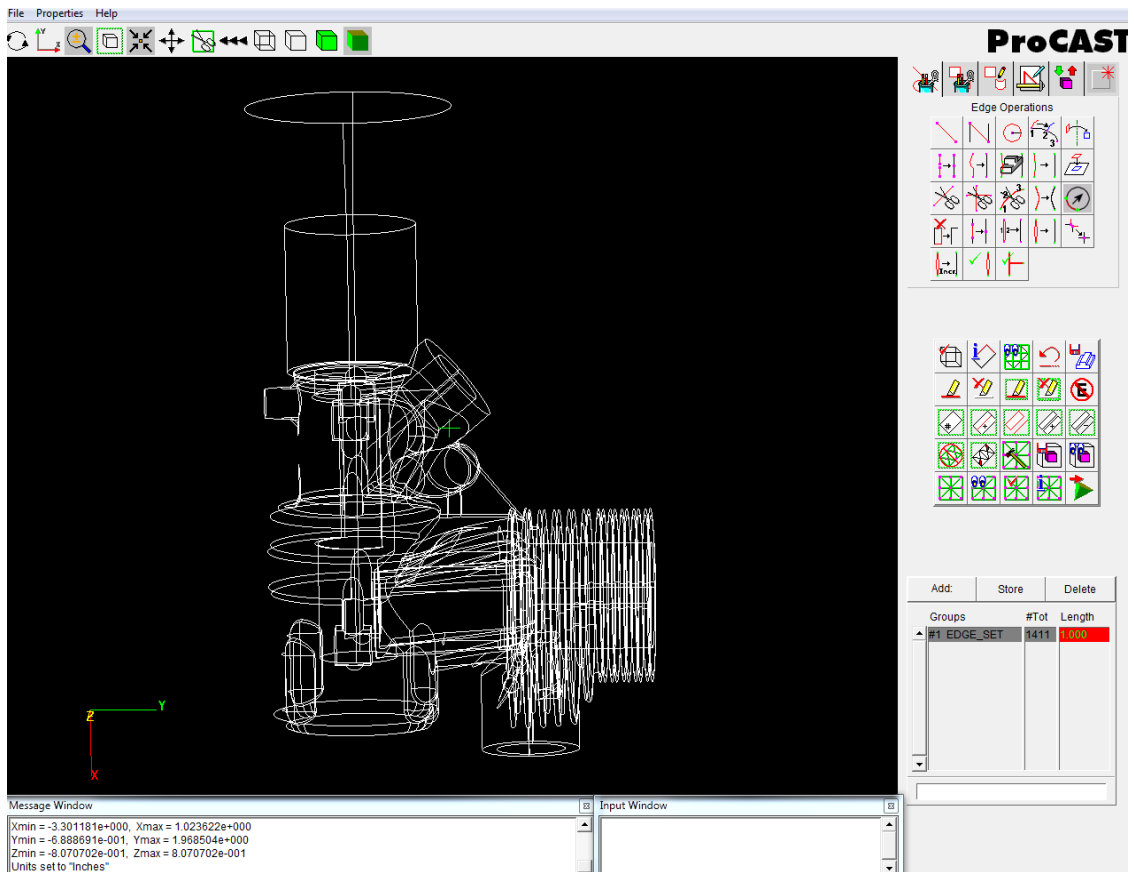 File Properties Help
ProCAST
Edge Operations
Add: Store Delete
Groups #Tot Length
#1 EDGE_SET 1411 1.000
Y
Z
X
Message Window
Xmin = -3.301181e+000, Xmax = 1.023622e+000
Ymin = -6.888691e-001, Ymax = 1.968504e+000
Zmin = -8.070702e-001, Zmax = 8.070702e-001
Units set to "Inches"
Input Window